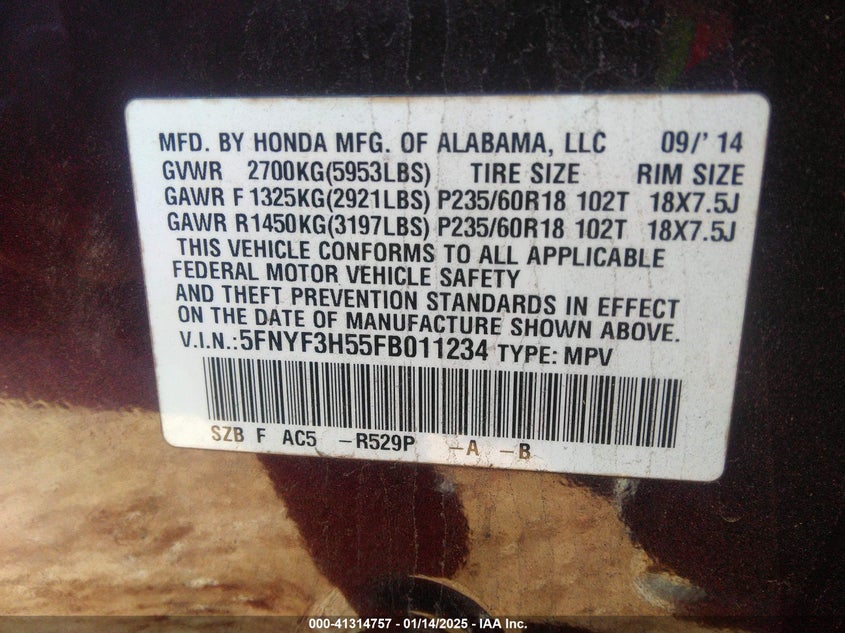 MFD. BY HONDA MFG. OF ALABAMA, LLC 09/' 14
GVWR 2700KG(5953LBS) TIRE SIZE RIM SIZE
GAWR F 1325KG(2921LBS) P235/60R18 102T 18X7.5J
GAWR R1450KG(3197LBS) P235/60R18 102T 18X7.5J
THIS VEHICLE CONFORMS TO ALL APPLICABLE
FEDERAL MOTOR VEHICLE SAFETY
AND THEFT PREVENTION STANDARDS IN EFFECT
ON THE DATE OF MANUFACTURE SHOWN ABOVE.
V.I.N.:5FNYF3H55FB011234 TYPE: MPV
SZB F AC5 -R529P -A -B
000-41314757 - 01/14/2025 - IAA Inc.